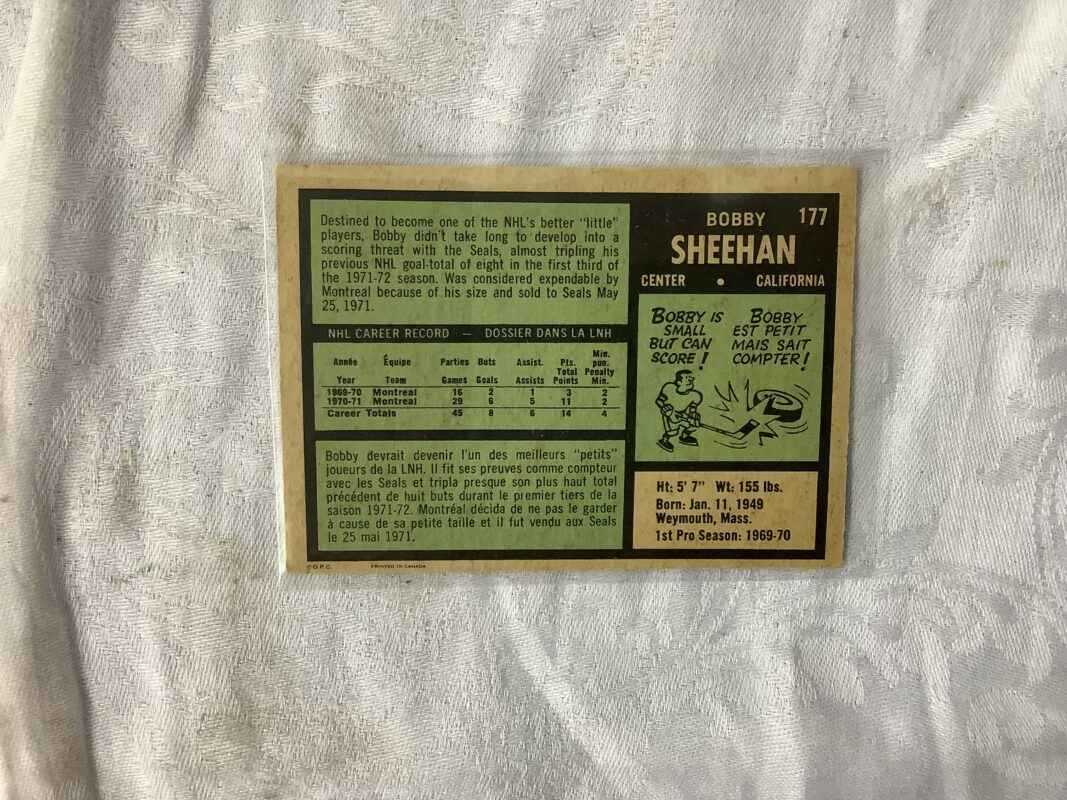 Destined to become one of the NHL's better "little"
players, Bobby didn't take long to develop into a
scoring threat with the Seals, almost tripling his
previous NHL goal-total of eight in the first third of
the 1971-72 season. Was considered expendable by
Montreal because of his size and sold to Seals May
25, 1971.
BOBBY 177
SHEEHAN
CENTER • CALIFORNIA
NHL CAREER RECORD — DOSSIER DANS LA LNH
Année Équipe Parties Buts Assist. Pts. Total Min. pun.
Year Team Games Goals Assists Points Penalty Min.
1969-70 Montreal 16 2 1 3 2
1970-71 Montreal 29 6 5 11 2
Career Totals 45 8 6 14 4
BOBBY IS
SMALL
BUT CAN
SCORE!
BOBBY
EST PETIT
MAIS SAIT
COMPTER!
Bobby devrait devenir l'un des meilleurs "petits"
joueurs de la LNH. Il fit ses preuves comme compteur
avec les Seals et tripla presque son plus haut total
précédent de huit buts durant le premier tiers de la
saison 1971-72. Montréal décida de ne pas le garder
à cause de sa petite taille et il fut vendu aux Seals
le 25 mai 1971.
Ht: 5' 7" Wt: 155 lbs.
Born: Jan. 11, 1949
Weymouth, Mass.
1st Pro Season: 1969-70
©O.P.C. PRINTED IN CANADA